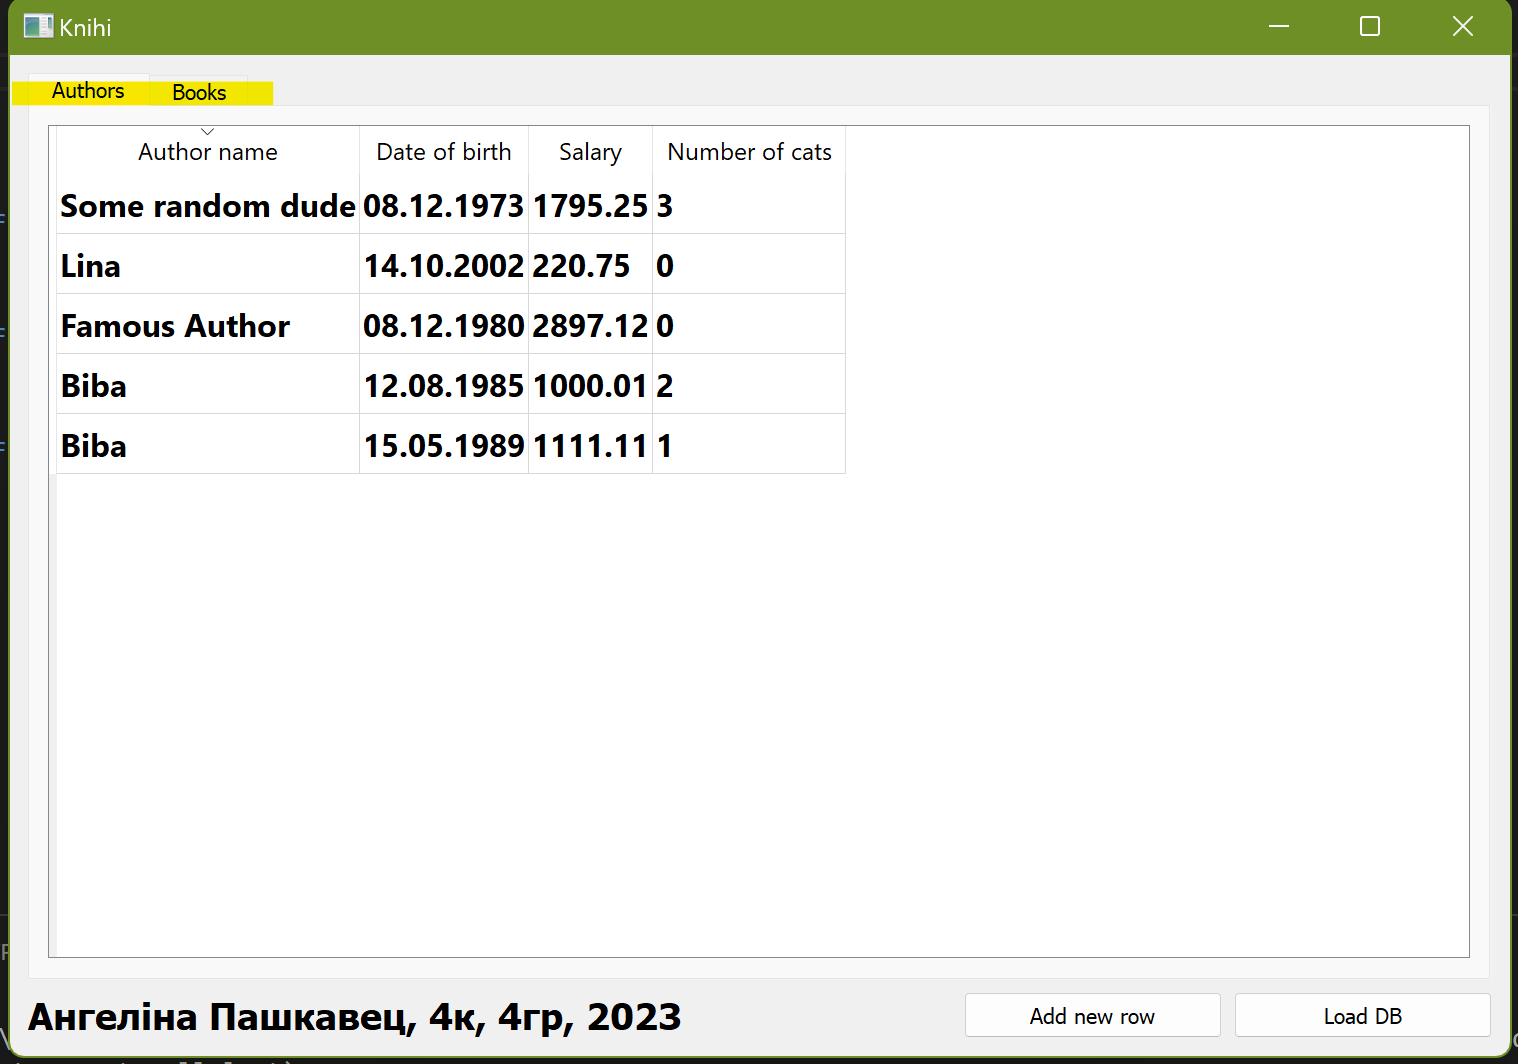 Knihi
Authors Books
Author name Date of birth Salary Number of cats
Some random dude 08.12.1973 1795.25 3
Lina 14.10.2002 220.75 0
Famous Author 08.12.1980 2897.12 0
Biba 12.08.1985 1000.01 2
Biba 15.05.1989 1111.11 1
Ангеліна Пашкавец, 4к, 4гр, 2023 Add new row Load DB